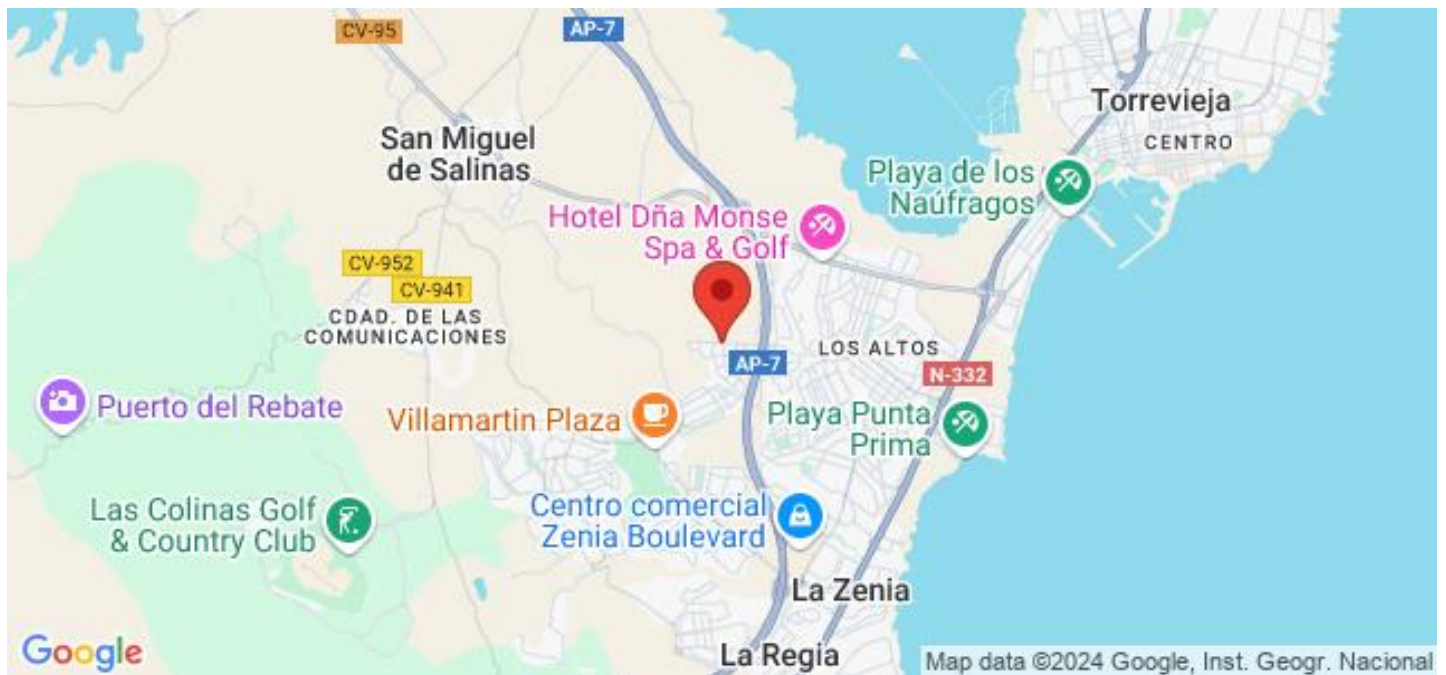 CV-95
AP-7
Torrevieja
CENTRO
San Miguel
de Salinas
Playa de los
Naúfragos
Hotel Dña Monse
Spa & Golf
CV-952
CV-941
CDAD. DE LAS
COMUNICACIONES
LOS ALTOS
AP-7
N-332
Puerto del Rebate
Villamartin Plaza
Playa Punta
Prima
Las Colinas Golf
& Country Club
Centro comercial
Zenia Boulevard
La Zenia
La Regia
Google
Map data ©2024 Google, Inst. Geogr. Nacional